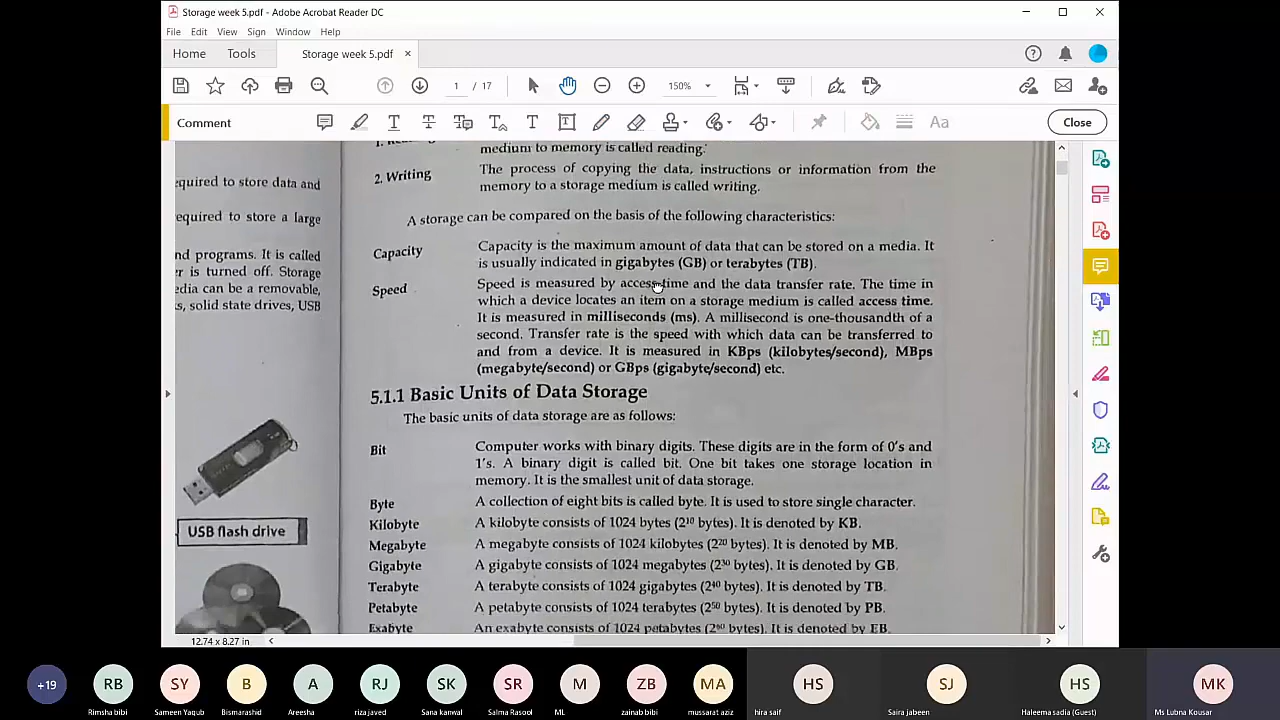 Storage week 5.pdf - Adobe Acrobat Reader DC
File Edit View Sign Window Help
Home Tools Storage week 5.pdf ×
1 / 17 150%
Comment Close
medium to memory is called reading.
2. Writing The process of copying the data, instructions or information from the
memory to a storage medium is called writing.
A storage can be compared on the basis of the following characteristics:
Capacity Capacity is the maximum amount of data that can be stored on a media. It
is usually indicated in gigabytes (GB) or terabytes (TB).
Speed Speed is measured by access time and the data transfer rate. The time in
which a device locates an item on a storage medium is called access time.
It is measured in milliseconds (ms). A millisecond is one-thousandth of a
second. Transfer rate is the speed with which data can be transferred to
and from a device. It is measured in KBps (kilobytes/second), MBps
(megabyte/second) or GBps (gigabyte/second) etc.
5.1.1 Basic Units of Data Storage
The basic units of data storage are as follows:
Bit Computer works with binary digits. These digits are in the form of 0's and
1's. A binary digit is called bit. One bit takes one storage location in
memory. It is the smallest unit of data storage.
Byte A collection of eight bits is called byte. It is used to store single character.
Kilobyte A kilobyte consists of 1024 bytes (2¹⁰ bytes). It is denoted by KB.
Megabyte A megabyte consists of 1024 kilobytes (2²⁰ bytes). It is denoted by MB.
Gigabyte A gigabyte consists of 1024 megabytes (2³⁰ bytes). It is denoted by GB.
Terabyte A terabyte consists of 1024 gigabytes (2⁴⁰ bytes). It is denoted by TB.
Petabyte A petabyte consists of 1024 terabytes (2⁵⁰ bytes). It is denoted by PB.
Exabyte An exabyte consists of 1024 petabytes (2⁶⁰ bytes). It is denoted by EB.
equired to store data and
equired to store a large
nd programs. It is called
r is turned off. Storage
edia can be a removable,
s, solid state drives, USB
USB flash drive
12.74 x 8.27 in
+19 RB SY B A RJ SK SR M ZB MA HS SJ HS MK
Rimsha bibi Sameen Yaqub Bismarashid Areesha riza javed Sana kanwal Salma Rasool ML zainab bibi mussarat aziz hira saif Saira jabeen Haleema sadia (Guest) Ms Lubna Kousar